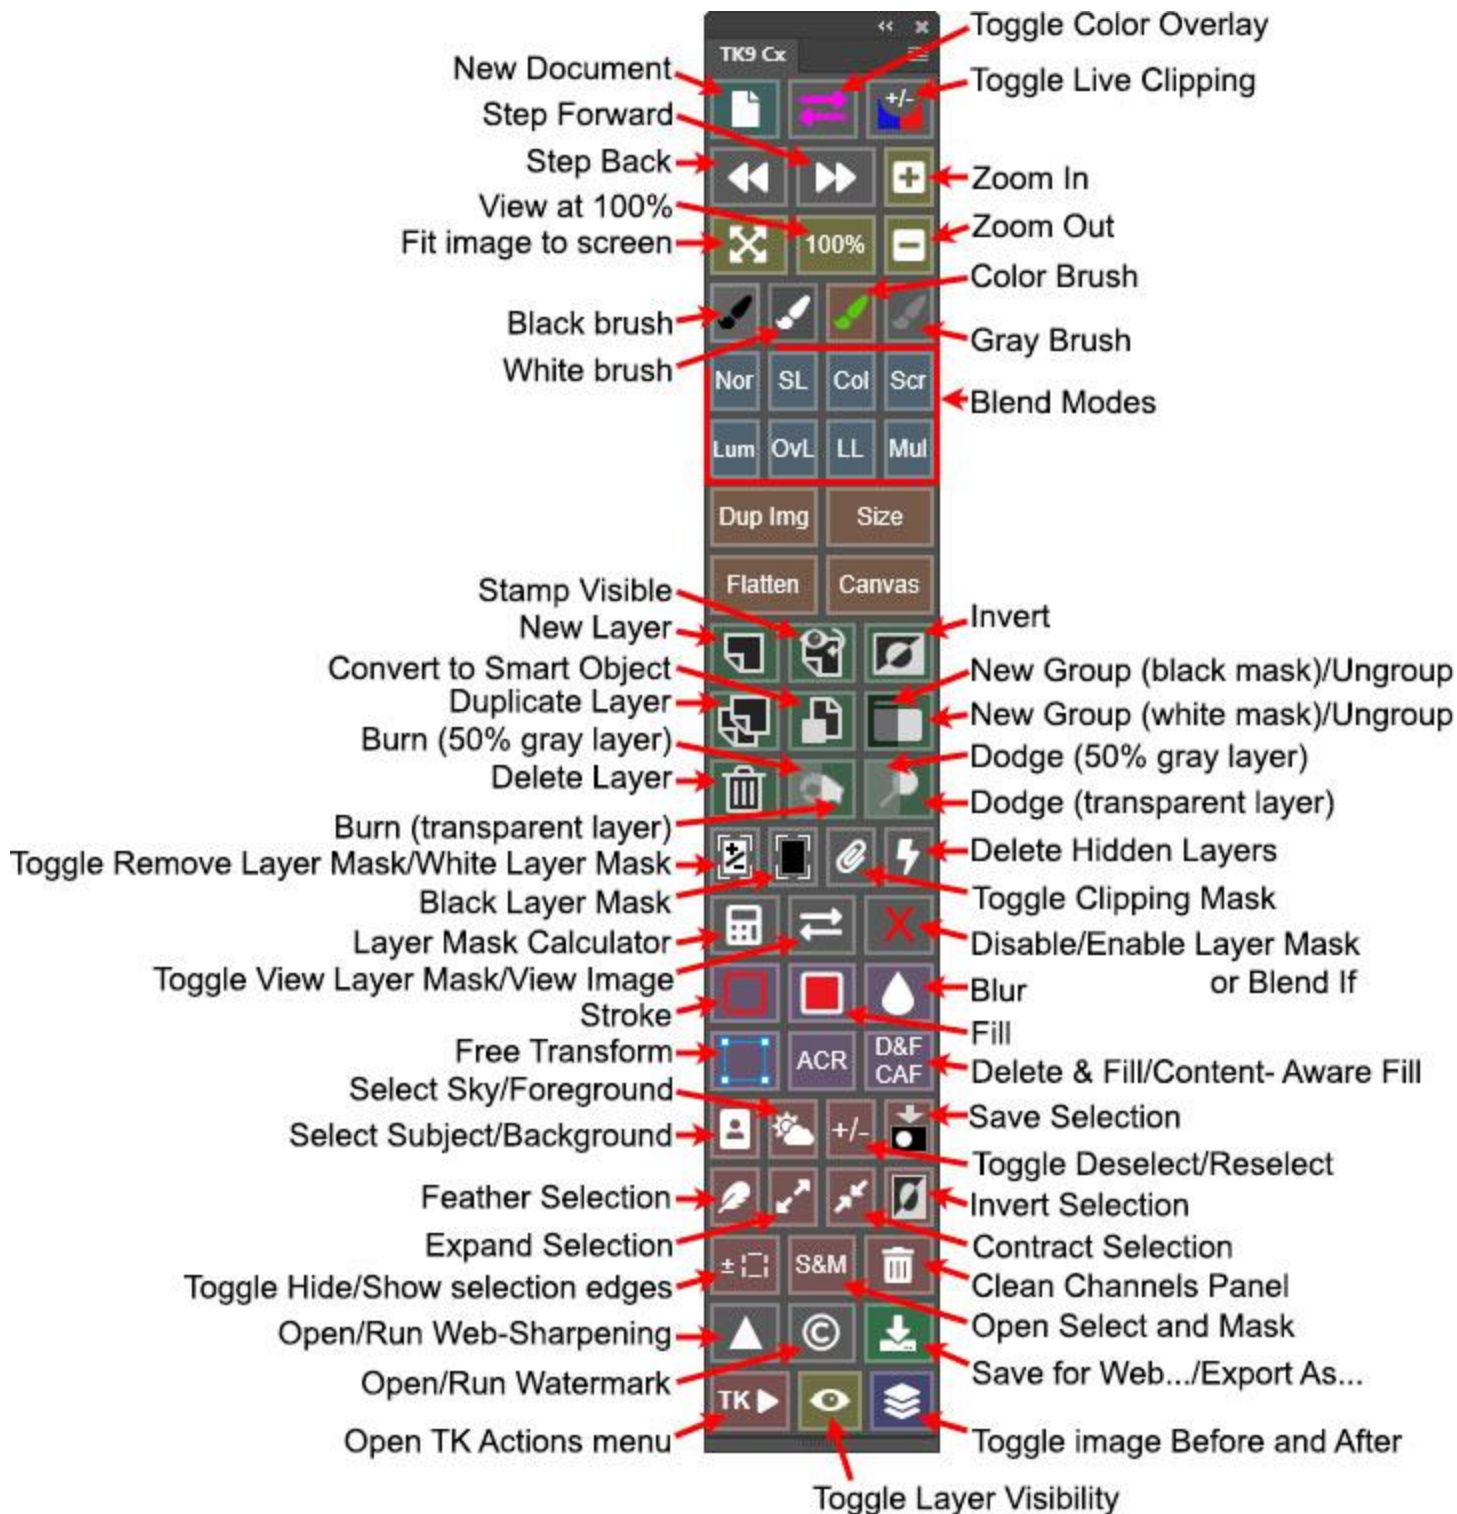 Toggle Color Overlay
TK9 Cx
New Document
Toggle Live Clipping
+/-
Step Forward
Step Back
Zoom In
View at 100%
Zoom Out
Fit image to screen
100%
Color Brush
Black brush
Gray Brush
White brush
Nor SL Col Scr
Blend Modes
Lum OvL LL Mul
Dup Img Size
Flatten Canvas
Stamp Visible
Invert
New Layer
Convert to Smart Object
New Group (black mask)/Ungroup
Duplicate Layer
New Group (white mask)/Ungroup
Burn (50% gray layer)
Dodge (50% gray layer)
Delete Layer
Dodge (transparent layer)
Burn (transparent layer)
Delete Hidden Layers
Toggle Remove Layer Mask/White Layer Mask
Toggle Clipping Mask
Black Layer Mask
Layer Mask Calculator
Disable/Enable Layer Mask
or Blend If
Toggle View Layer Mask/View Image
Blur
Stroke
Fill
Free Transform
ACR
D&F
CAF
Delete & Fill/Content- Aware Fill
Select Sky/Foreground
Save Selection
Select Subject/Background
+/-
Toggle Deselect/Reselect
Feather Selection
Invert Selection
Expand Selection
Contract Selection
S&M
Toggle Hide/Show selection edges
±
Clean Channels Panel
Open Select and Mask
Open/Run Web-Sharpening
©
Save for Web.../Export As...
Open/Run Watermark
TK
Open TK Actions menu
Toggle image Before and After
Toggle Layer Visibility